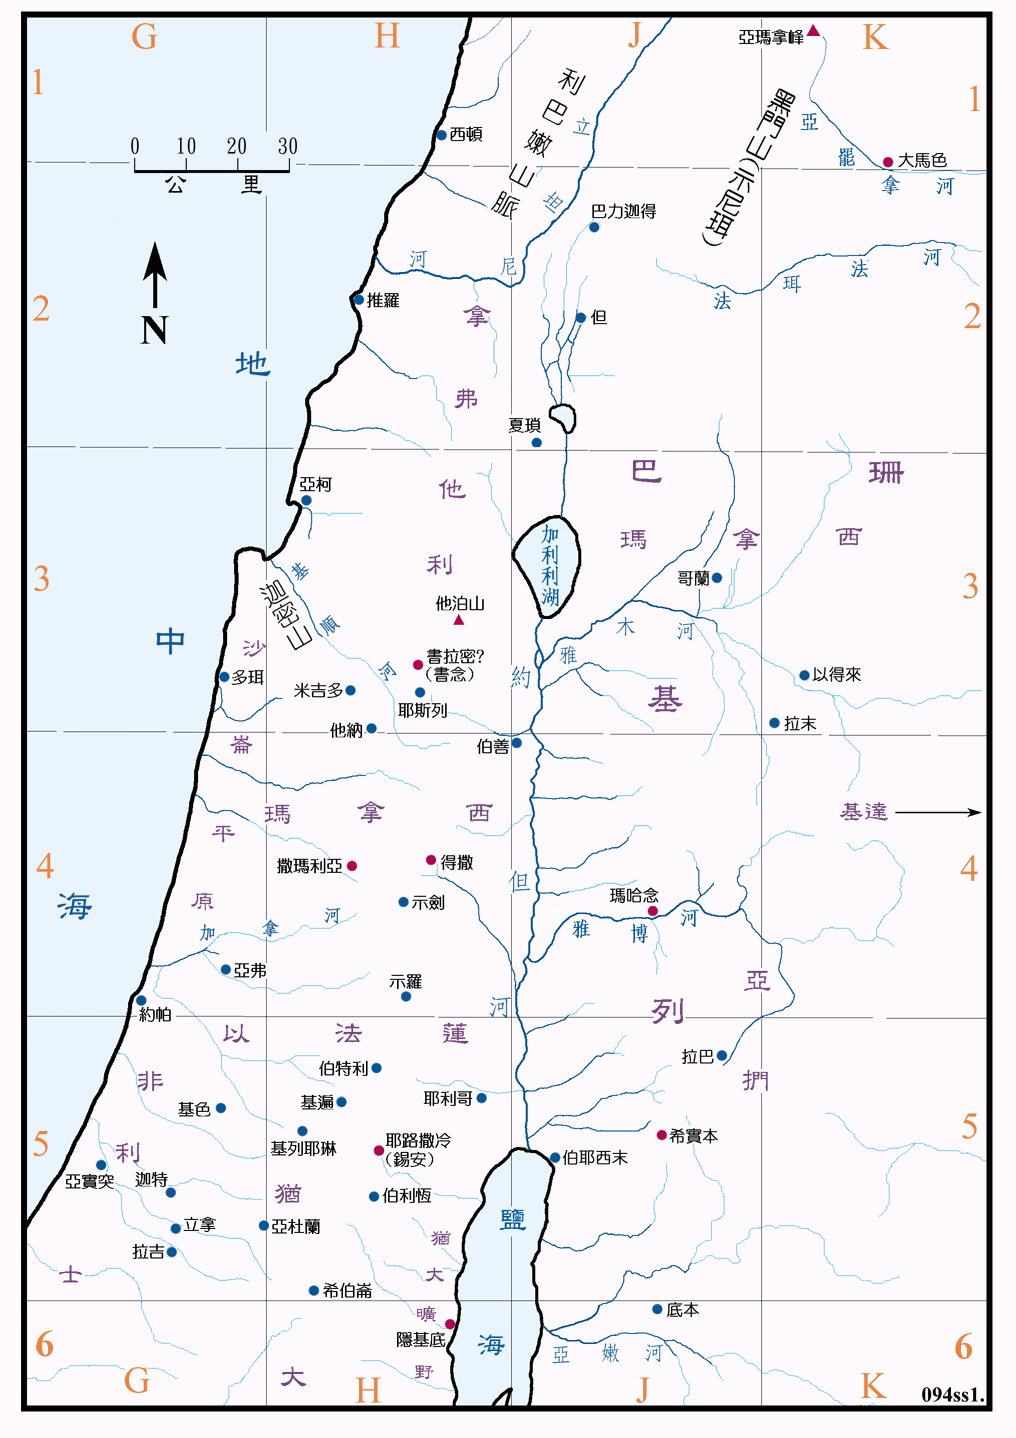 G
H
J
K
亞瑪拿峰
1
1
利巴嫩山脈
黑門山(示尼珥)
西頓
立
亞
0 10 20 30
公 里
罷
大馬色
拿 河
坦
巴力迦得
河
尼
法 珥 法 河
N
2
2
推羅
拿
但
地
弗
夏瑣
巴 珊
他
亞柯
加利利湖
瑪 拿 西
利
3
3
基
順
河
迦密山
哥蘭
他泊山
木 河
中
沙
書拉密?
(書念)
雅
約
多珥
米吉多
耶斯列
基
以得來
他納
伯善
拉末
崙
瑪 拿 西
基達
平
撒瑪利亞
得撒
4
4
但
原
示劍
瑪哈念
海
加 拿 河
雅 博 河
亞弗
示羅
亞
約帕
河
列
以 法 蓮
伯特利
拉巴
非
捫
基色
基遍
耶利哥
5
5
基列耶琳
耶路撒冷
(錫安)
希實本
利
亞實突
迦特
伯耶西末
猶
伯利恆
立拿
亞杜蘭
鹽
拉吉
猶
士
大
希伯崙
曠
底本
隱基底
6
海
亞 嫩 河
6
大
野
G
H
J
K
094ss1.